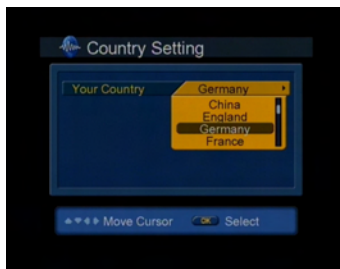 Country Setting
Your Country Germany
China
England
Germany
France
Move Cursor OK Select